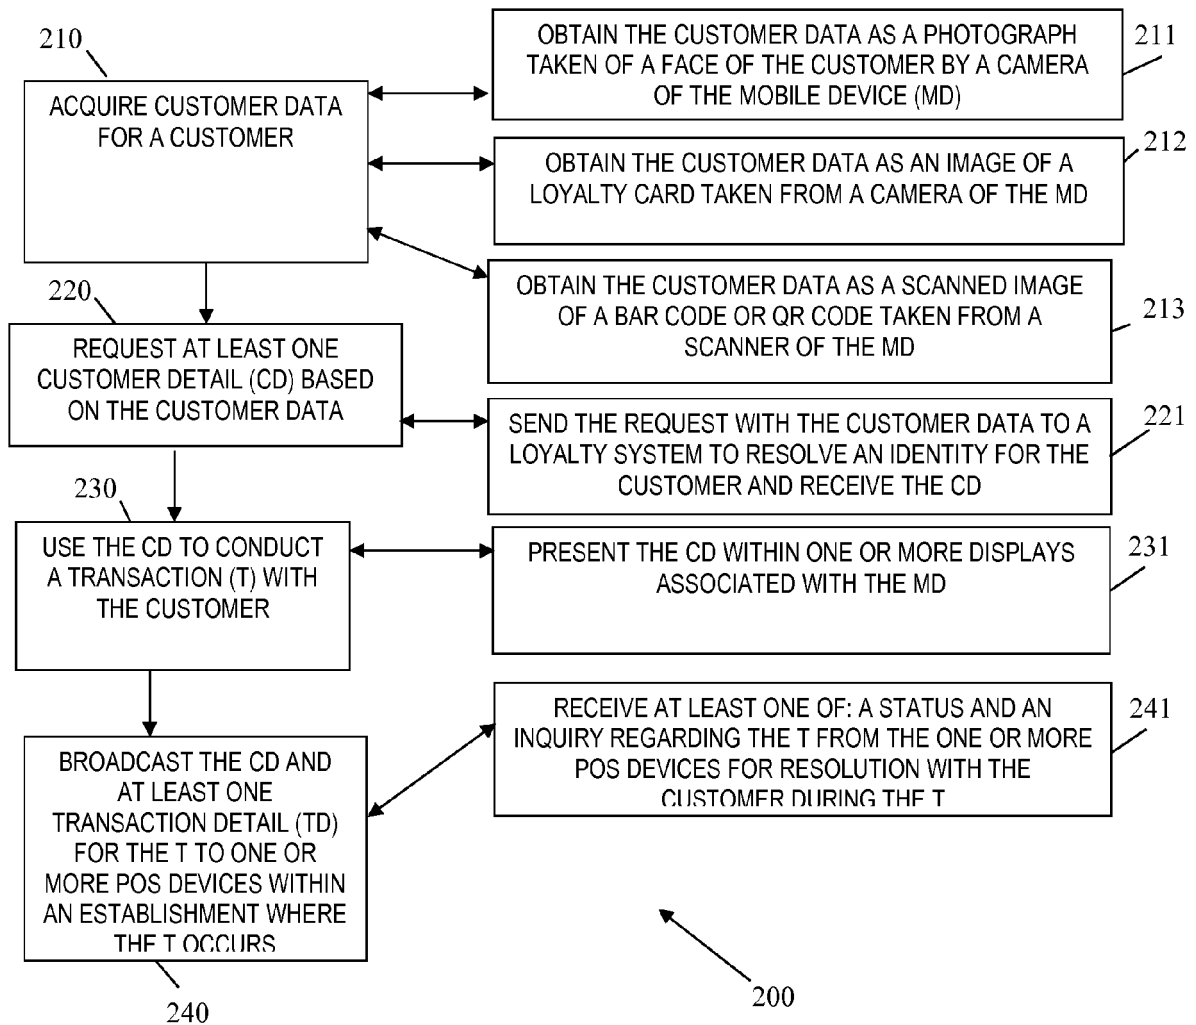 210
ACQUIRE CUSTOMER DATA
FOR A CUSTOMER
OBTAIN THE CUSTOMER DATA AS A PHOTOGRAPH
TAKEN OF A FACE OF THE CUSTOMER BY A CAMERA
OF THE MOBILE DEVICE (MD)
211
OBTAIN THE CUSTOMER DATA AS AN IMAGE OF A
LOYALTY CARD TAKEN FROM A CAMERA OF THE MD
212
OBTAIN THE CUSTOMER DATA AS A SCANNED IMAGE
OF A BAR CODE OR QR CODE TAKEN FROM A
SCANNER OF THE MD
213
220
REQUEST AT LEAST ONE
CUSTOMER DETAIL (CD) BASED
ON THE CUSTOMER DATA
SEND THE REQUEST WITH THE CUSTOMER DATA TO A
LOYALTY SYSTEM TO RESOLVE AN IDENTITY FOR THE
CUSTOMER AND RECEIVE THE CD
221
230
USE THE CD TO CONDUCT
A TRANSACTION (T) WITH
THE CUSTOMER
PRESENT THE CD WITHIN ONE OR MORE DISPLAYS
ASSOCIATED WITH THE MD
231
BROADCAST THE CD AND
AT LEAST ONE
TRANSACTION DETAIL (TD)
FOR THE T TO ONE OR
MORE POS DEVICES WITHIN
AN ESTABLISHMENT WHERE
THE T OCCURS
240
RECEIVE AT LEAST ONE OF: A STATUS AND AN
INQUIRY REGARDING THE T FROM THE ONE OR MORE
POS DEVICES FOR RESOLUTION WITH THE
CUSTOMER DURING THE T
241
200